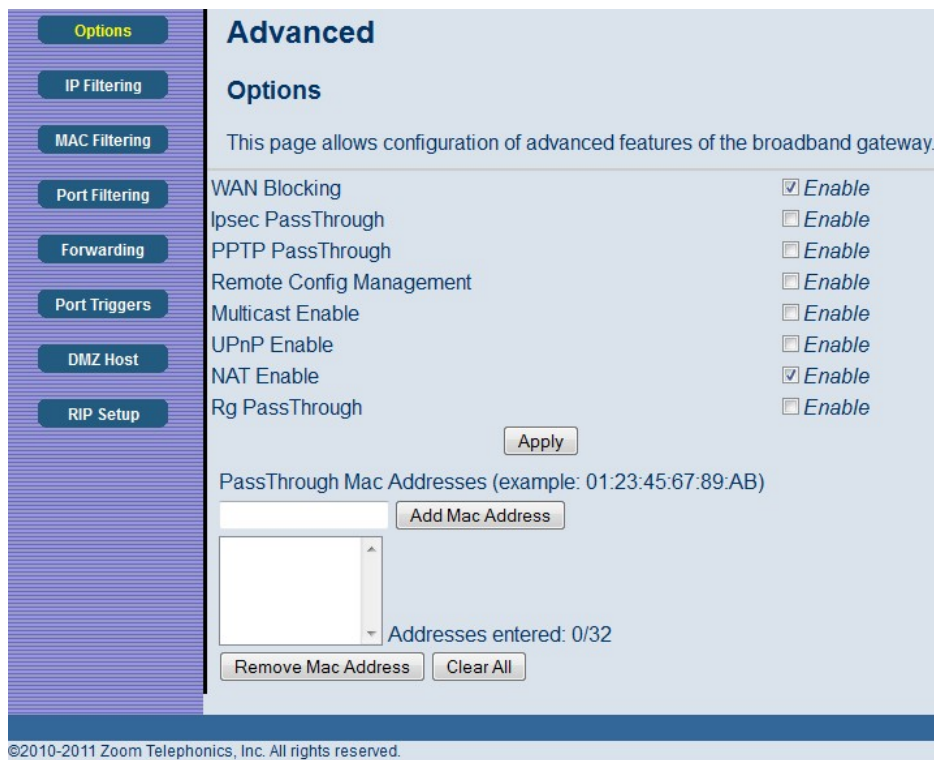 Options
IP Filtering
MAC Filtering
Port Filtering
Forwarding
Port Triggers
DMZ Host
RIP Setup
Advanced
Options
This page allows configuration of advanced features of the broadband gateway.
WAN Blocking Enable
Ipsec PassThrough Enable
PPTP PassThrough Enable
Remote Config Management Enable
Multicast Enable Enable
UPnP Enable Enable
NAT Enable Enable
Rg PassThrough Enable
Apply
PassThrough Mac Addresses (example: 01:23:45:67:89:AB)
Add Mac Address
Addresses entered: 0/32
Remove Mac Address Clear All
©2010-2011 Zoom Telephonics, Inc. All rights reserved.